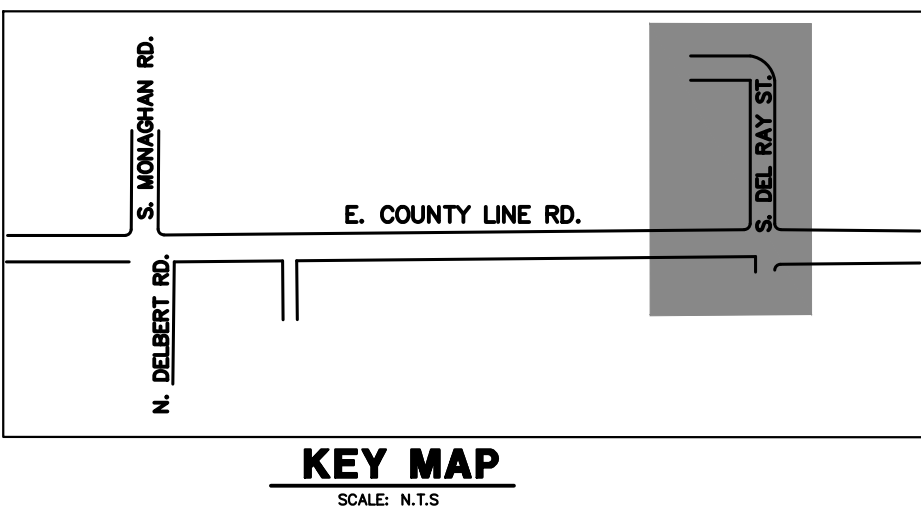 S. MONAGHAN RD.
E. COUNTY LINE RD.
S. DEL RAY ST.
N. DELBERT RD.
KEY MAP
SCALE: N.T.S